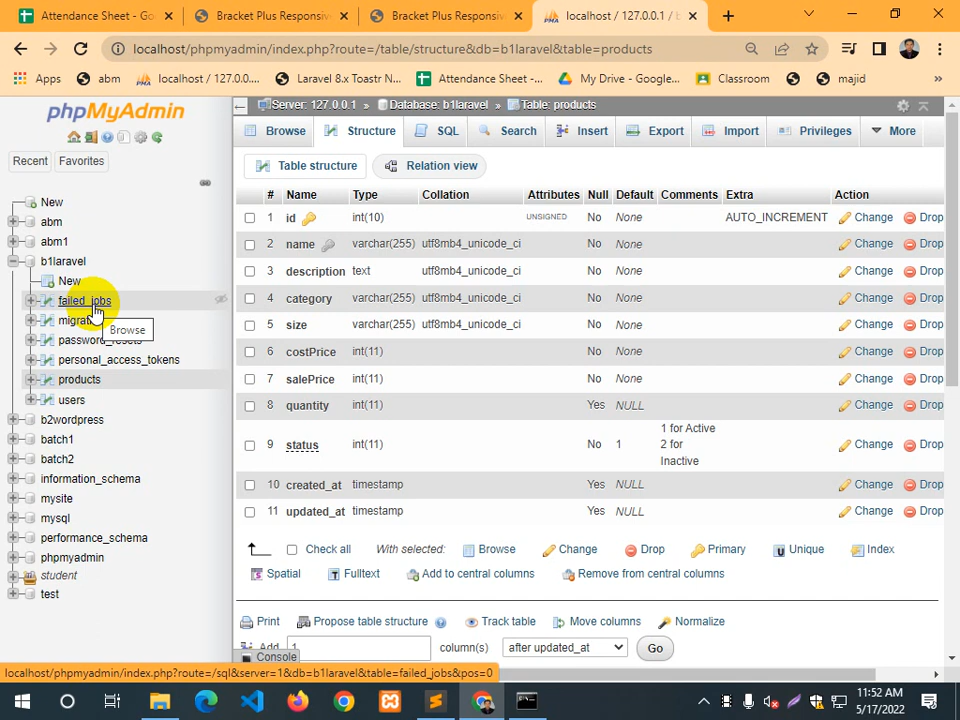 Attendance Sheet - Go
Bracket Plus Responsive
Bracket Plus Responsive
localhost / 127.0.0.1 / b
localhost/phpmyadmin/index.php?route=/table/structure&db=b1laravel&table=products
Apps
abm
localhost / 127.0.0....
Laravel 8.x Toastr N...
Attendance Sheet -...
My Drive - Google...
Classroom
majid
»
phpMyAdmin
Recent
Favorites
New
abm
abm1
b1laravel
New
failed_jobs
migrat
Browse
password_resets
personal_access_tokens
products
users
b2wordpress
batch1
batch2
information_schema
mysite
mysql
performance_schema
phpmyadmin
student
test
Server: 127.0.0.1 » Database: b1laravel » Table: products
Browse Structure SQL Search Insert Export Import Privileges More
Table structure Relation view
# Name Type Collation Attributes Null Default Comments Extra Action
1 id int(10) UNSIGNED No None AUTO_INCREMENT Change Drop
2 name varchar(255) utf8mb4_unicode_ci No None Change Drop
3 description text utf8mb4_unicode_ci No None Change Drop
4 category varchar(255) utf8mb4_unicode_ci No None Change Drop
5 size varchar(255) utf8mb4_unicode_ci No None Change Drop
6 costPrice int(11) No None Change Drop
7 salePrice int(11) No None Change Drop
8 quantity int(11) Yes NULL Change Drop
9 status int(11) No 1 1 for Active 2 for Inactive Change Drop
10 created_at timestamp Yes NULL Change Drop
11 updated_at timestamp Yes NULL Change Drop
Check all With selected: Browse Change Drop Primary Unique Index
Spatial Fulltext Add to central columns Remove from central columns
Print Propose table structure Track table Move columns Normalize
Add 1 column(s) after updated_at Go
Console
localhost/phpmyadmin/index.php?route=/sql&server=1&db=b1laravel&table=failed_jobs&pos=0
11:52 AM
5/17/2022